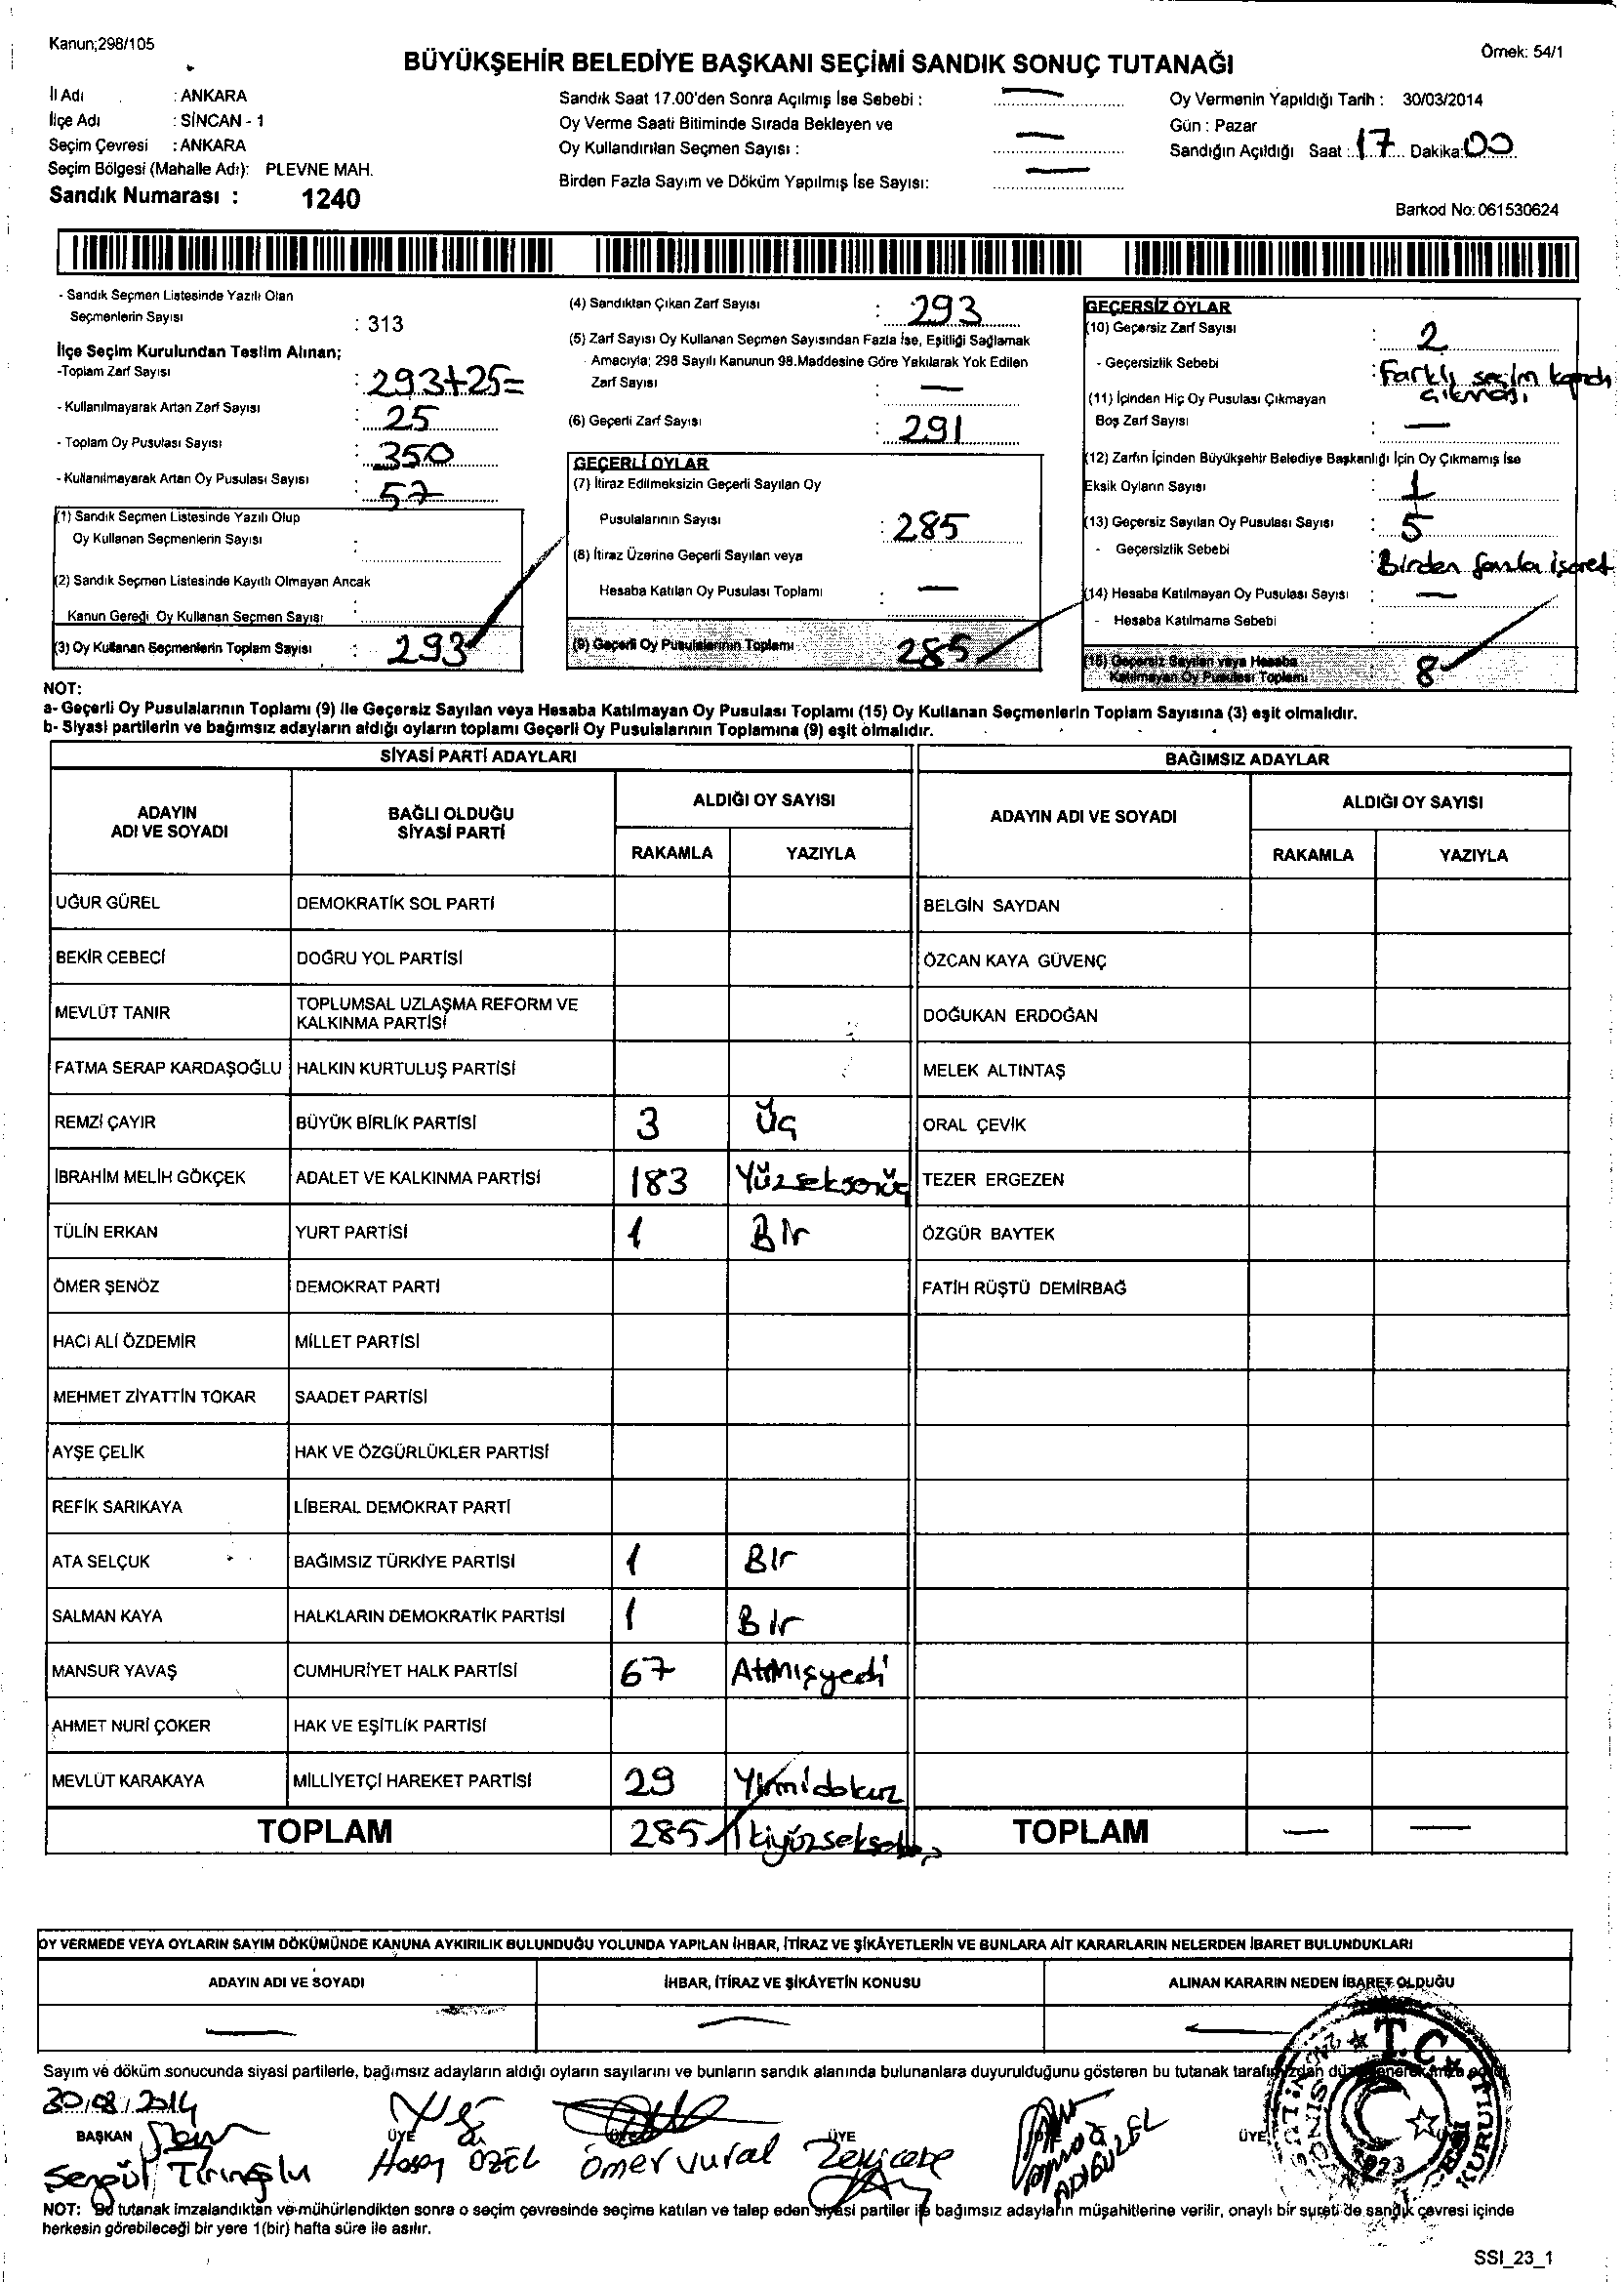 Kanun;298/105
Örnek: 54/1
BÜYÜKŞEHİR BELEDİYE BAŞKANI SEÇİMİ SANDIK SONUÇ TUTANAĞI
İl Adı : ANKARA
İlçe Adı : SİNCAN - 1
Seçim Çevresi : ANKARA
Seçim Bölgesi (Mahalle Adı): PLEVNE MAH.
Sandık Numarası : 1240
Sandık Saat 17.00'den Sonra Açılmış İse Sebebi : —
Oy Verme Saati Bitiminde Sırada Bekleyen ve
Oy Kullandırılan Seçmen Sayısı : —
Birden Fazla Sayım ve Döküm Yapılmış İse Sayısı: —
Oy Vermenin Yapıldığı Tarih : 30/03/2014
Gün : Pazar
Sandığın Açıldığı Saat : 17 Dakika: 00
Barkod No: 061530624
- Sandık Seçmen Listesinde Yazılı Olan
Seçmenlerin Sayısı : 313
İlçe Seçim Kurulundan Teslim Alınan;
-Toplam Zarf Sayısı : 293+25=
- Kullanılmayarak Artan Zarf Sayısı : 25
- Toplam Oy Pusulası Sayısı : 350
- Kullanılmayarak Artan Oy Pusulası Sayısı : 57
(1) Sandık Seçmen Listesinde Yazılı Olup
Oy Kullanan Seçmenlerin Sayısı :
(2) Sandık Seçmen Listesinde Kayıtlı Olmayan Ancak
Kanun Gereği Oy Kullanan Seçmen Sayısı :
(3) Oy Kullanan Seçmenlerin Toplam Sayısı : 293
(4) Sandıktan Çıkan Zarf Sayısı : 293
(5) Zarf Sayısı Oy Kullanan Seçmen Sayısından Fazla İse, Eşitliği Sağlamak
Amacıyla; 298 Sayılı Kanunun 98.Maddesine Göre Yakılarak Yok Edilen
Zarf Sayısı : —
(6) Geçerli Zarf Sayısı : 291
GEÇERLİ OYLAR
(7) İtiraz Edilmeksizin Geçerli Sayılan Oy
Pusulalarının Sayısı : 285
(8) İtiraz Üzerine Geçerli Sayılan veya
Hesaba Katılan Oy Pusulası Toplamı : —
(9) Geçerli Oy Pusulalarının Toplamı 285
GEÇERSİZ OYLAR
(10) Geçersiz Zarf Sayısı : 2
- Geçersizlik Sebebi : Farklı seçim
çıkması
(11) İçinden Hiç Oy Pusulası Çıkmayan
Boş Zarf Sayısı : —
(12) Zarfın İçinden Büyükşehir Belediye Başkanlığı İçin Oy Çıkmamış İse
Eksik Oyların Sayısı : 1
(13) Geçersiz Sayılan Oy Pusulası Sayısı : 5
- Geçersizlik Sebebi : Birden fazla işaret
(14) Hesaba Katılmayan Oy Pusulası Sayısı : —
- Hesaba Katılmama Sebebi :
(15) Geçersiz Sayılan veya Hesaba
Katılmayan Oy Pusulası Toplamı 8
NOT:
a- Geçerli Oy Pusulalarının Toplamı (9) ile Geçersiz Sayılan veya Hesaba Katılmayan Oy Pusulası Toplamı (15) Oy Kullanan Seçmenlerin Toplam Sayısına (3) eşit olmalıdır.
b- Siyasi partilerin ve bağımsız adayların aldığı oyların toplamı Geçerli Oy Pusulalarının Toplamına (9) eşit olmalıdır.
SİYASİ PARTİ ADAYLARI BAĞIMSIZ ADAYLAR
ADAYIN ADI VE SOYADI BAĞLI OLDUĞU SİYASİ PARTİ ALDIĞI OY SAYISI ADAYIN ADI VE SOYADI ALDIĞI OY SAYISI
RAKAMLA YAZIYLA RAKAMLA YAZIYLA
UĞUR GÜREL DEMOKRATİK SOL PARTİ BELGİN SAYDAN
BEKİR CEBECİ DOĞRU YOL PARTİSİ ÖZCAN KAYA GÜVENÇ
MEVLÜT TANIR TOPLUMSAL UZLAŞMA REFORM VE KALKINMA PARTİSİ DOĞUKAN ERDOĞAN
FATMA SERAP KARDAŞOĞLU HALKIN KURTULUŞ PARTİSİ MELEK ALTINTAŞ
REMZİ ÇAYIR BÜYÜK BİRLİK PARTİSİ 3 Üç ORAL ÇEVİK
İBRAHİM MELİH GÖKÇEK ADALET VE KALKINMA PARTİSİ 183 Yüzseksenüç TEZER ERGEZEN
TÜLİN ERKAN YURT PARTİSİ 1 Bir ÖZGÜR BAYTEK
ÖMER ŞENÖZ DEMOKRAT PARTİ FATİH RÜŞTÜ DEMİRBAĞ
HACI ALİ ÖZDEMİR MİLLET PARTİSİ
MEHMET ZİYATTİN TOKAR SAADET PARTİSİ
AYŞE ÇELİK HAK VE ÖZGÜRLÜKLER PARTİSİ
REFİK SARIKAYA LİBERAL DEMOKRAT PARTİ
ATA SELÇUK BAĞIMSIZ TÜRKİYE PARTİSİ 1 Bir
SALMAN KAYA HALKLARIN DEMOKRATİK PARTİSİ 1 Bir
MANSUR YAVAŞ CUMHURİYET HALK PARTİSİ 67 Atmışyedi
AHMET NURİ ÇOKER HAK VE EŞİTLİK PARTİSİ
MEVLÜT KARAKAYA MİLLİYETÇİ HAREKET PARTİSİ 29 Yirmidokuz
TOPLAM 285 TOPLAM — —
OY VERMEDE VEYA OYLARIN SAYIM DÖKÜMÜNDE KANUNA AYKIRILIK BULUNDUĞU YOLUNDA YAPILAN İHBAR, İTİRAZ VE ŞİKÂYETLERİN VE BUNLARA AİT KARARLARIN NELERDEN İBARET BULUNDUKLARI
ADAYIN ADI VE SOYADI İHBAR, İTİRAZ VE ŞİKÂYETİN KONUSU ALINAN KARARIN NEDEN İBARET OLDUĞU
— — —
Sayım ve döküm sonucunda siyasi partilerle, bağımsız adayların aldığı oyların sayılarını ve bunların sandık alanında bulunanlara duyurulduğunu gösteren bu tutanak
T.C.
BAŞKAN ÜYE ÜYE ÜYE
Hasan ÖZEL Ömer vural ADIGÜZEL
Sergül
1923
NOT: Bu tutanak imzalandıktan ve mühürlendikten sonra o seçim çevresinde seçime katılan ve talep eden siyasi partiler ile bağımsız adayların müşahitlerine verilir, onaylı bir sureti de sandık çevresi içinde
herkesin görebileceği bir yere 1(bir) hafta süre ile asılır.
SSI_23_1